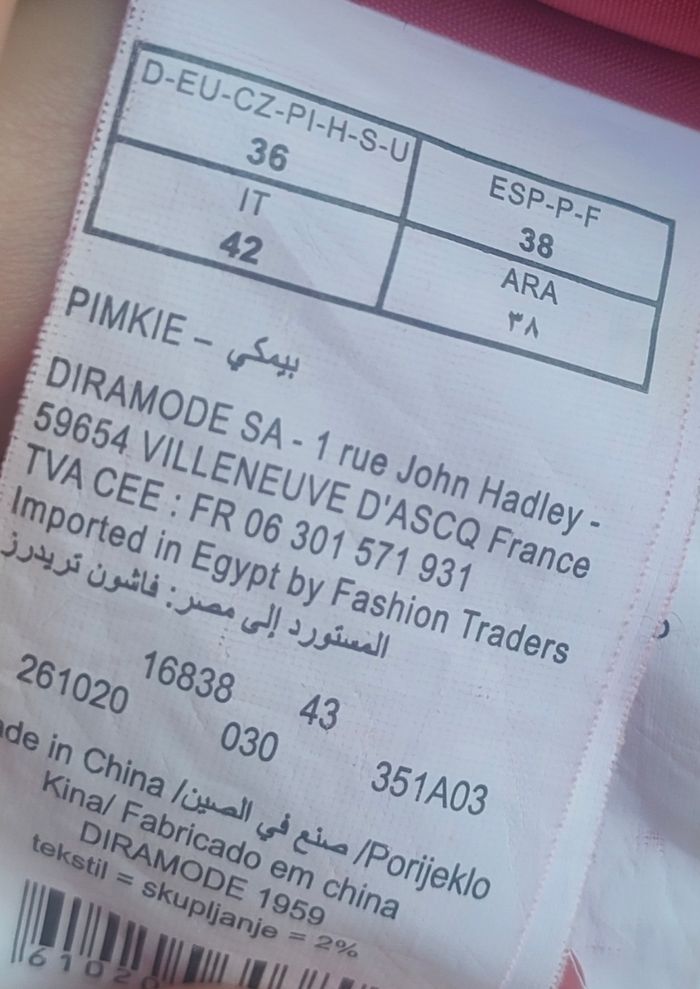 D-EU-CZ-PI-H-S-U
36
ESP-P-F
38
IT
42
ARA
٣٨
PIMKIE – بيمكي
DIRAMODE SA - 1 rue John Hadley -
59654 VILLENEUVE D'ASCQ France
TVA CEE : FR 06 301 571 931
Imported in Egypt by Fashion Traders
المستورد إلى مصر: فاشون تريدرز
16838 43
261020 030 351A03
in China /صنع في الصين /Porijeklo
Kina/ Fabricado em china
DIRAMODE 1959
tekstil = skupljanje = 2%